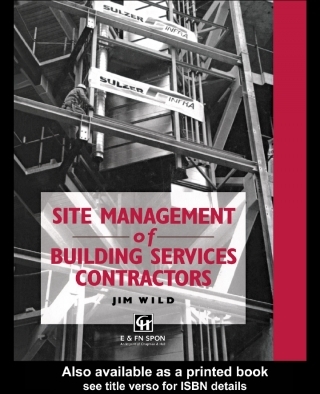 SULZER INFRA
SULZER INFRA
SITE MANAGEMENT
of
BUILDING SERVICES
CONTRACTORS
JIM WILD
E & FN SPON
Also available as a printed book
see title verso for ISBN details